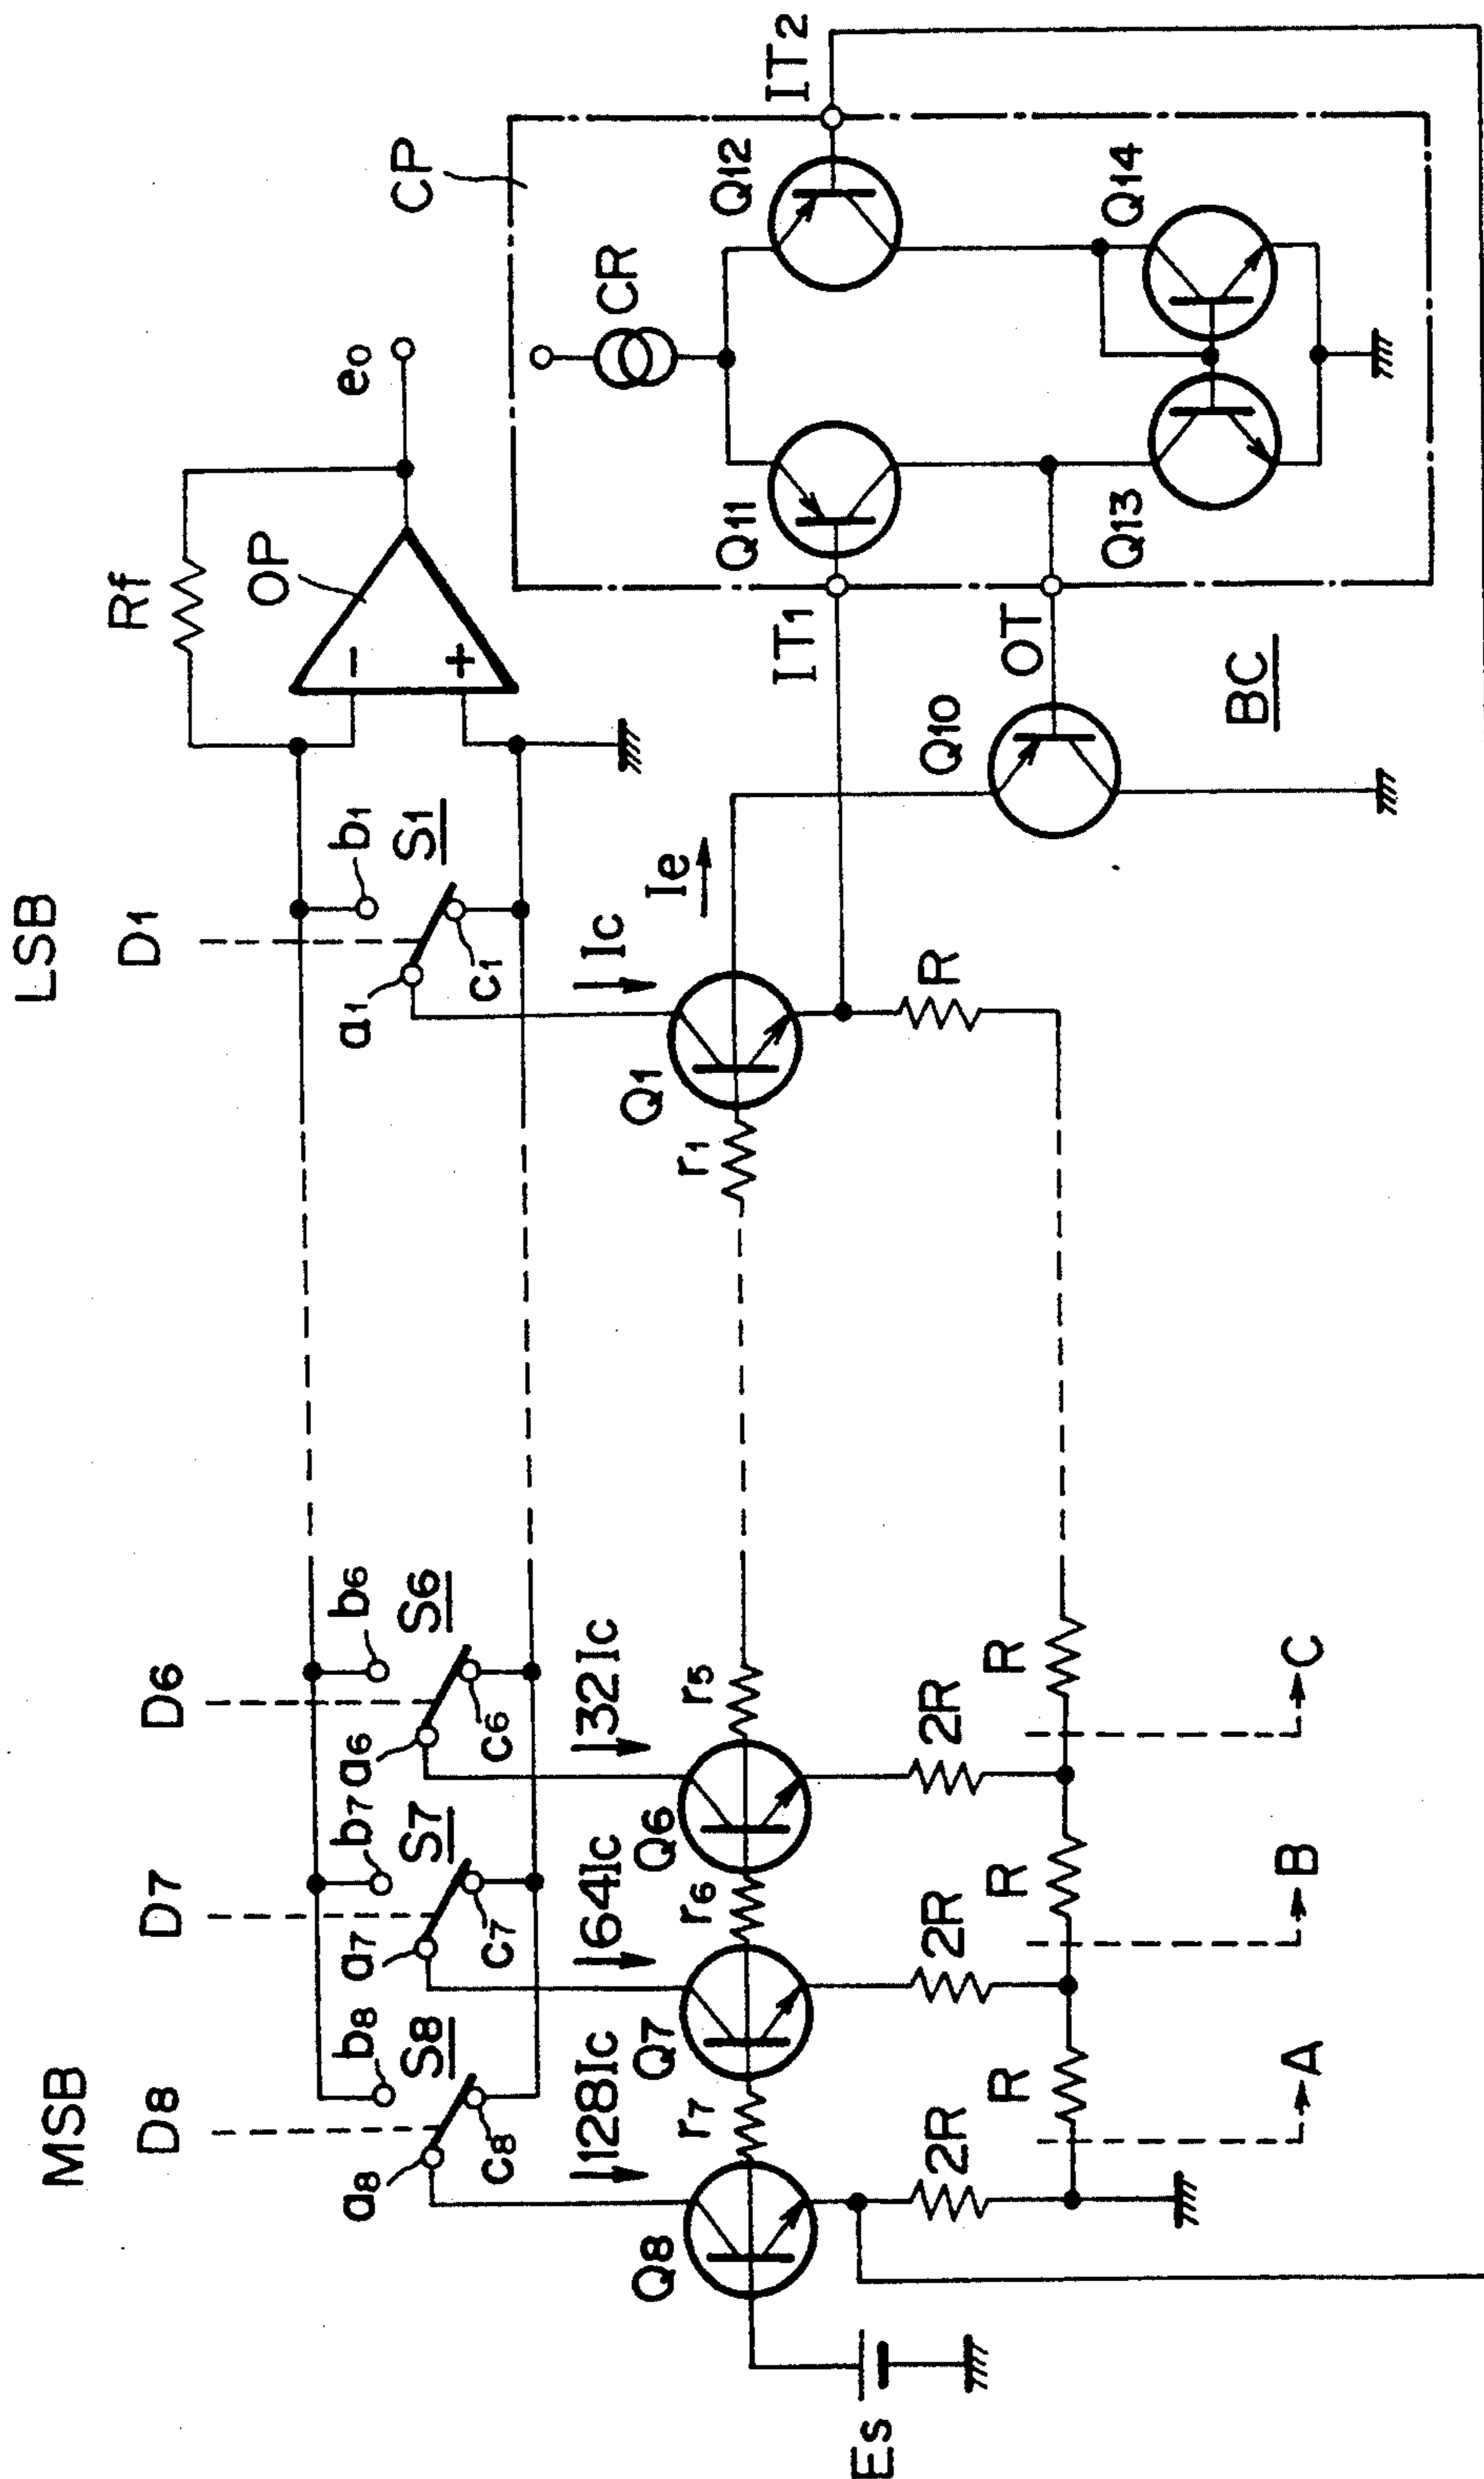 MSB
LSB
D8
D7
D6
D1
b8
b7
b6
b1
S8
S7
S6
S1
a8
a7
a6
a1
c8
c7
c6
c1
Rf
OP
-
+
eo
128Ic
64Ic
32Ic
Ic
Ie
Q8
Q7
Q6
Q1
r7
r6
r5
r1
Es
2R
2R
2R
R
R
R
R
A
B
C
CP
CR
Q11
Q12
IT1
IT2
OT
Q10
Q13
Q14
BC